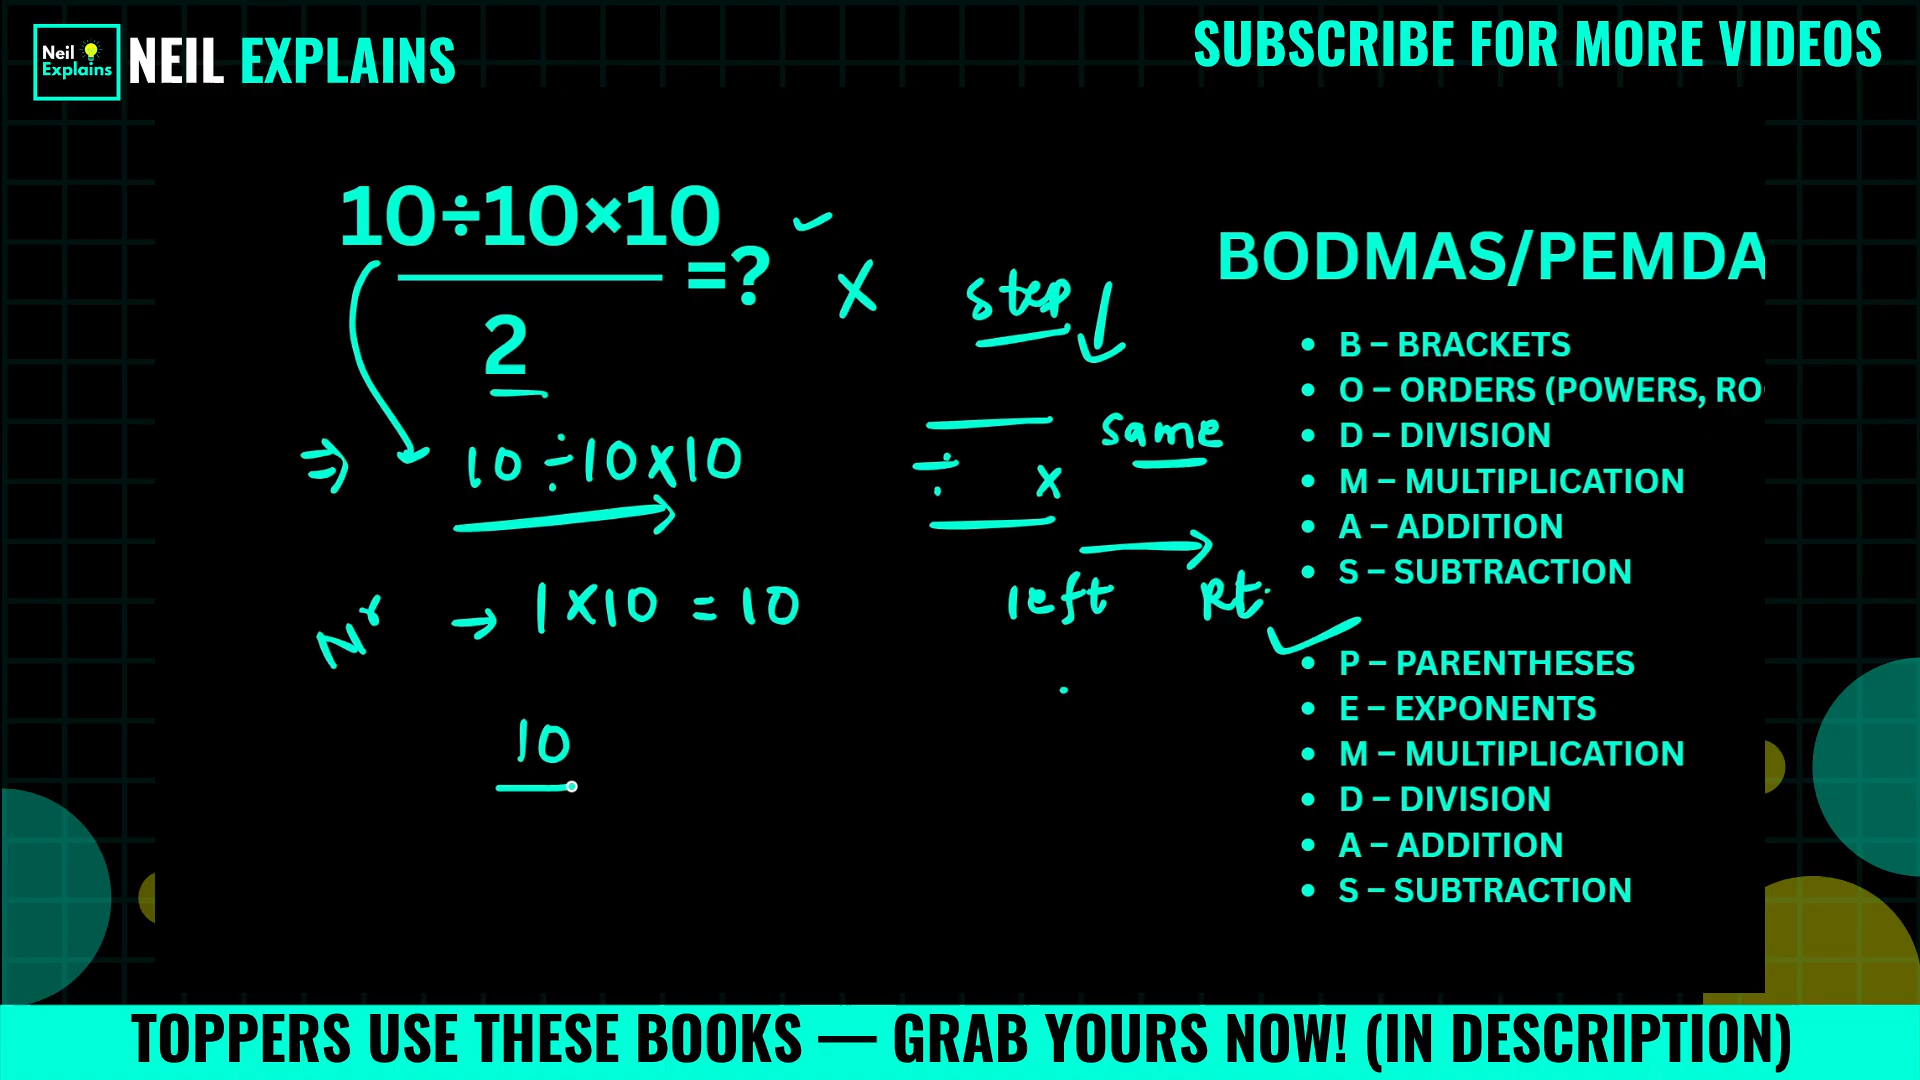 Neil
Explains
NEIL EXPLAINS
SUBSCRIBE FOR MORE VIDEOS
10÷10×10
=?
2
✓
X
step
⇒ 10÷10×10
÷ x same
left → Rt.
Nr → 1×10 = 10
10
BODMAS/PEMDA
• B – BRACKETS
• O – ORDERS (POWERS, RO
• D – DIVISION
• M – MULTIPLICATION
• A – ADDITION
• S – SUBTRACTION
• P – PARENTHESES
• E – EXPONENTS
• M – MULTIPLICATION
• D – DIVISION
• A – ADDITION
• S – SUBTRACTION
TOPPERS USE THESE BOOKS — GRAB YOURS NOW! (IN DESCRIPTION)